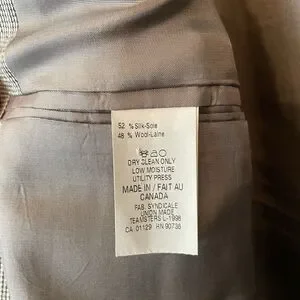 52 % Silk-Soie
48 % Wool-Laine
DRY CLEAN ONLY
LOW MOISTURE
UTILITY PRESS
MADE IN / FAIT AU
CANADA
FAB. SYNDICALE
UNION MADE
TEAMSTERS L-1998
CA. 01129 HN 90738